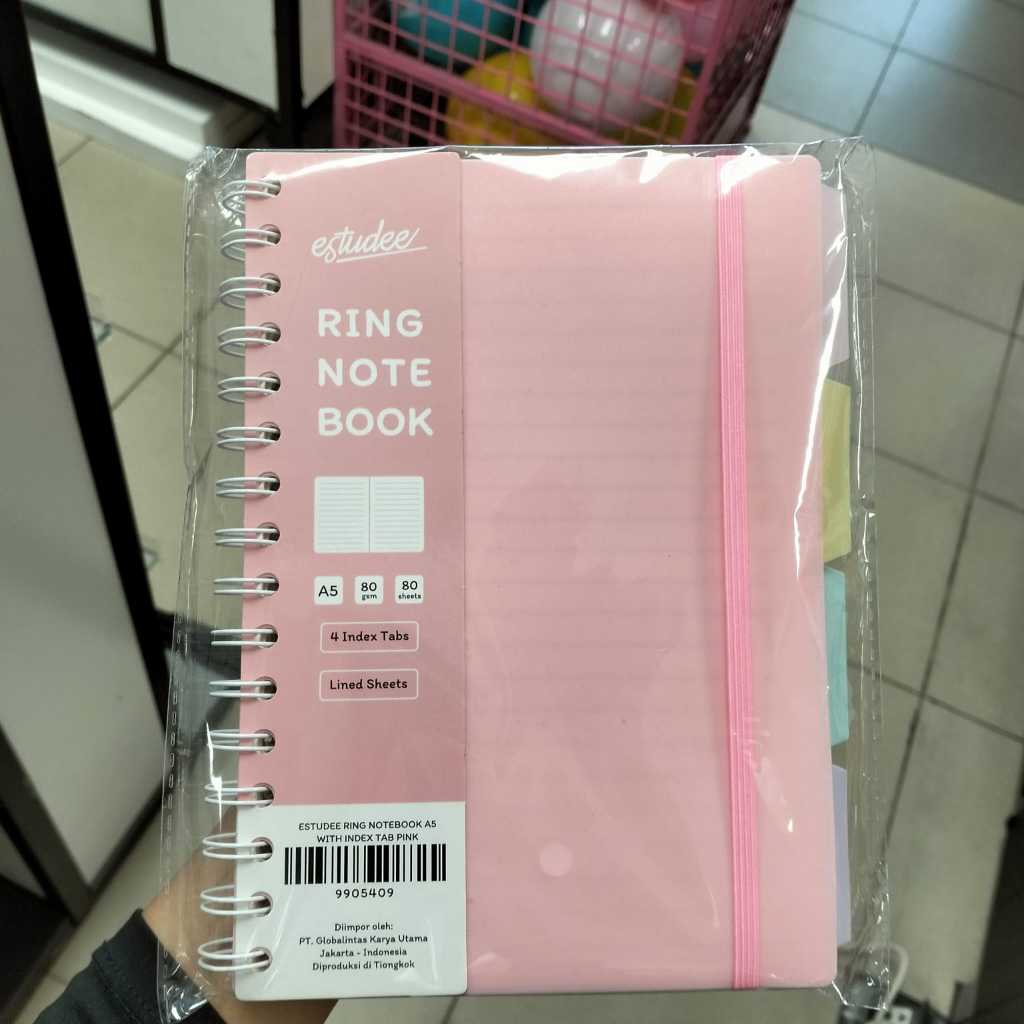 estudee
RING
NOTE
BOOK
A5
80
gsm
80
sheets
4 Index Tabs
Lined Sheets
ESTUDEE RING NOTEBOOK A5
WITH INDEX TAB PINK
9905409
Diimpor oleh:
PT. Globalintas Karya Utama
Jakarta - Indonesia
Diproduksi di Tiongkok